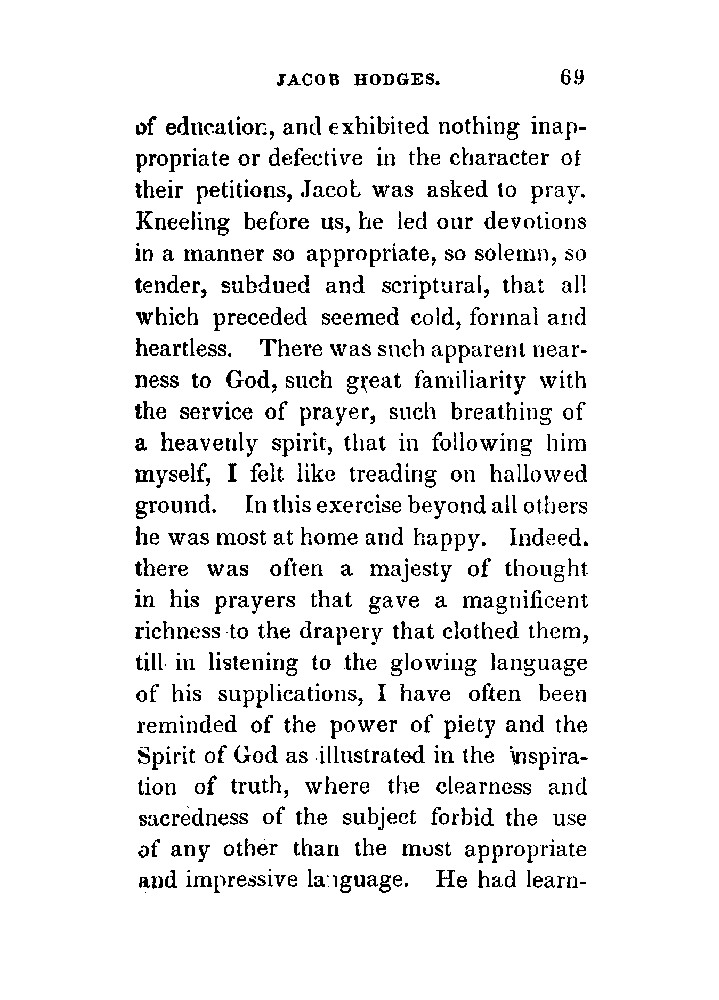 JACOB HODGES. 69
of education, and exhibited nothing inap-
propriate or defective in the character of
their petitions, Jacob was asked to pray.
Kneeling before us, he led our devotions
in a manner so appropriate, so solemn, so
tender, subdued and scriptural, that all
which preceded seemed cold, formal and
heartless. There was such apparent near-
ness to God, such great familiarity with
the service of prayer, such breathing of
a heavenly spirit, that in following him
myself, I felt like treading on hallowed
ground. In this exercise beyond all others
he was most at home and happy. Indeed.
there was often a majesty of thought
in his prayers that gave a magnificent
richness to the drapery that clothed them,
till in listening to the glowing language
of his supplications, I have often been
reminded of the power of piety and the
Spirit of God as illustrated in the inspira-
tion of truth, where the clearness and
sacredness of the subject forbid the use
of any other than the most appropriate
and impressive language. He had learn-